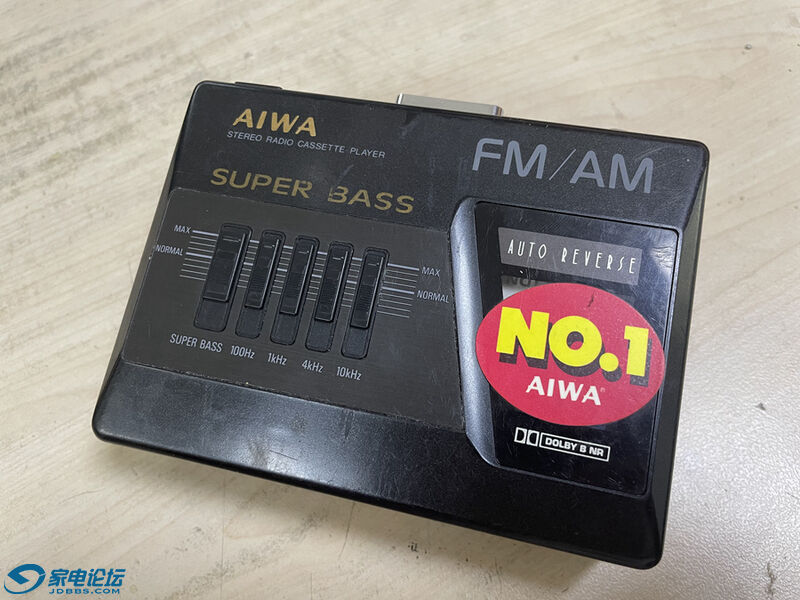 AIWA
STEREO RADIO CASSETTE PLAYER
FM/AM
SUPER BASS
MAX
NORMAL
MAX
NORMAL
SUPER BASS 100Hz 1kHz 4kHz 10kHz
AUTO REVERSE
NO.1
AIWA
DOLBY B NR
家电论坛
JDBBS.COM